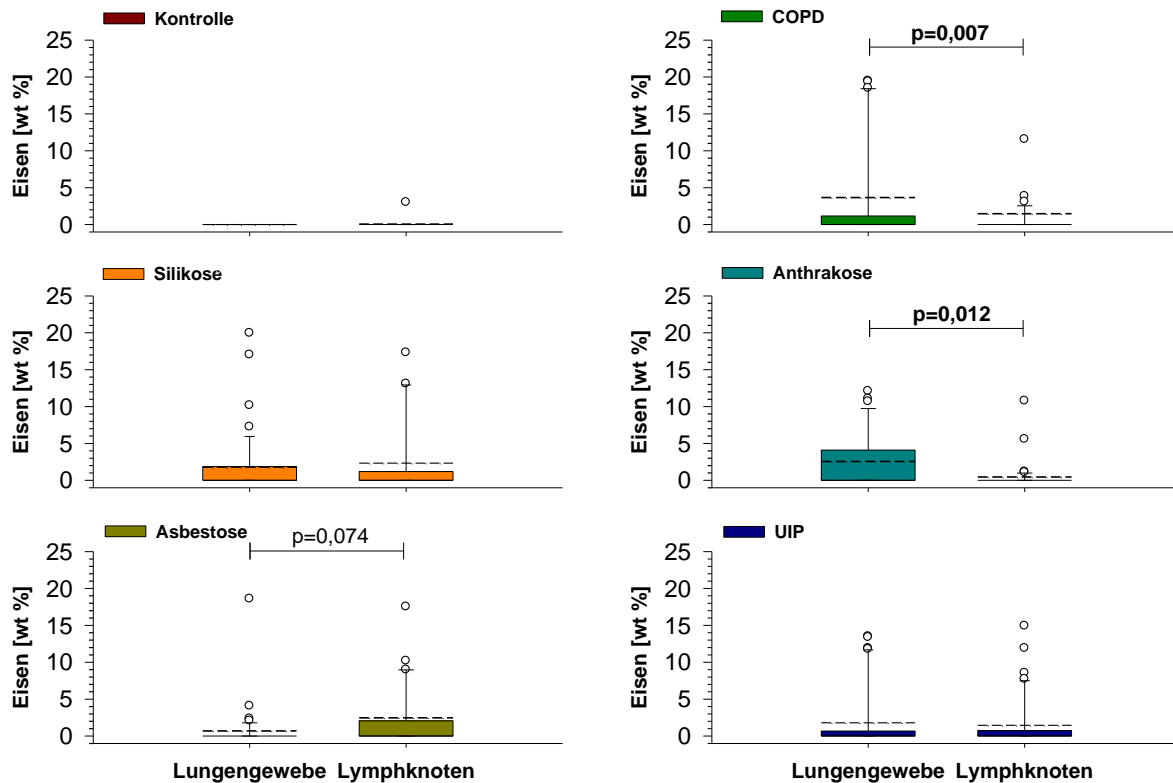 Kontrolle
Eisen [wt %]
25
20
15
10
5
0
COPD
Eisen [wt %]
25
20
15
10
5
0
p=0,007
Silikose
Eisen [wt %]
25
20
15
10
5
0
Anthrakose
Eisen [wt %]
25
20
15
10
5
0
p=0,012
Asbestose
Eisen [wt %]
25
20
15
10
5
0
p=0,074
Lungengewebe Lymphknoten
UIP
Eisen [wt %]
25
20
15
10
5
0
Lungengewebe Lymphknoten